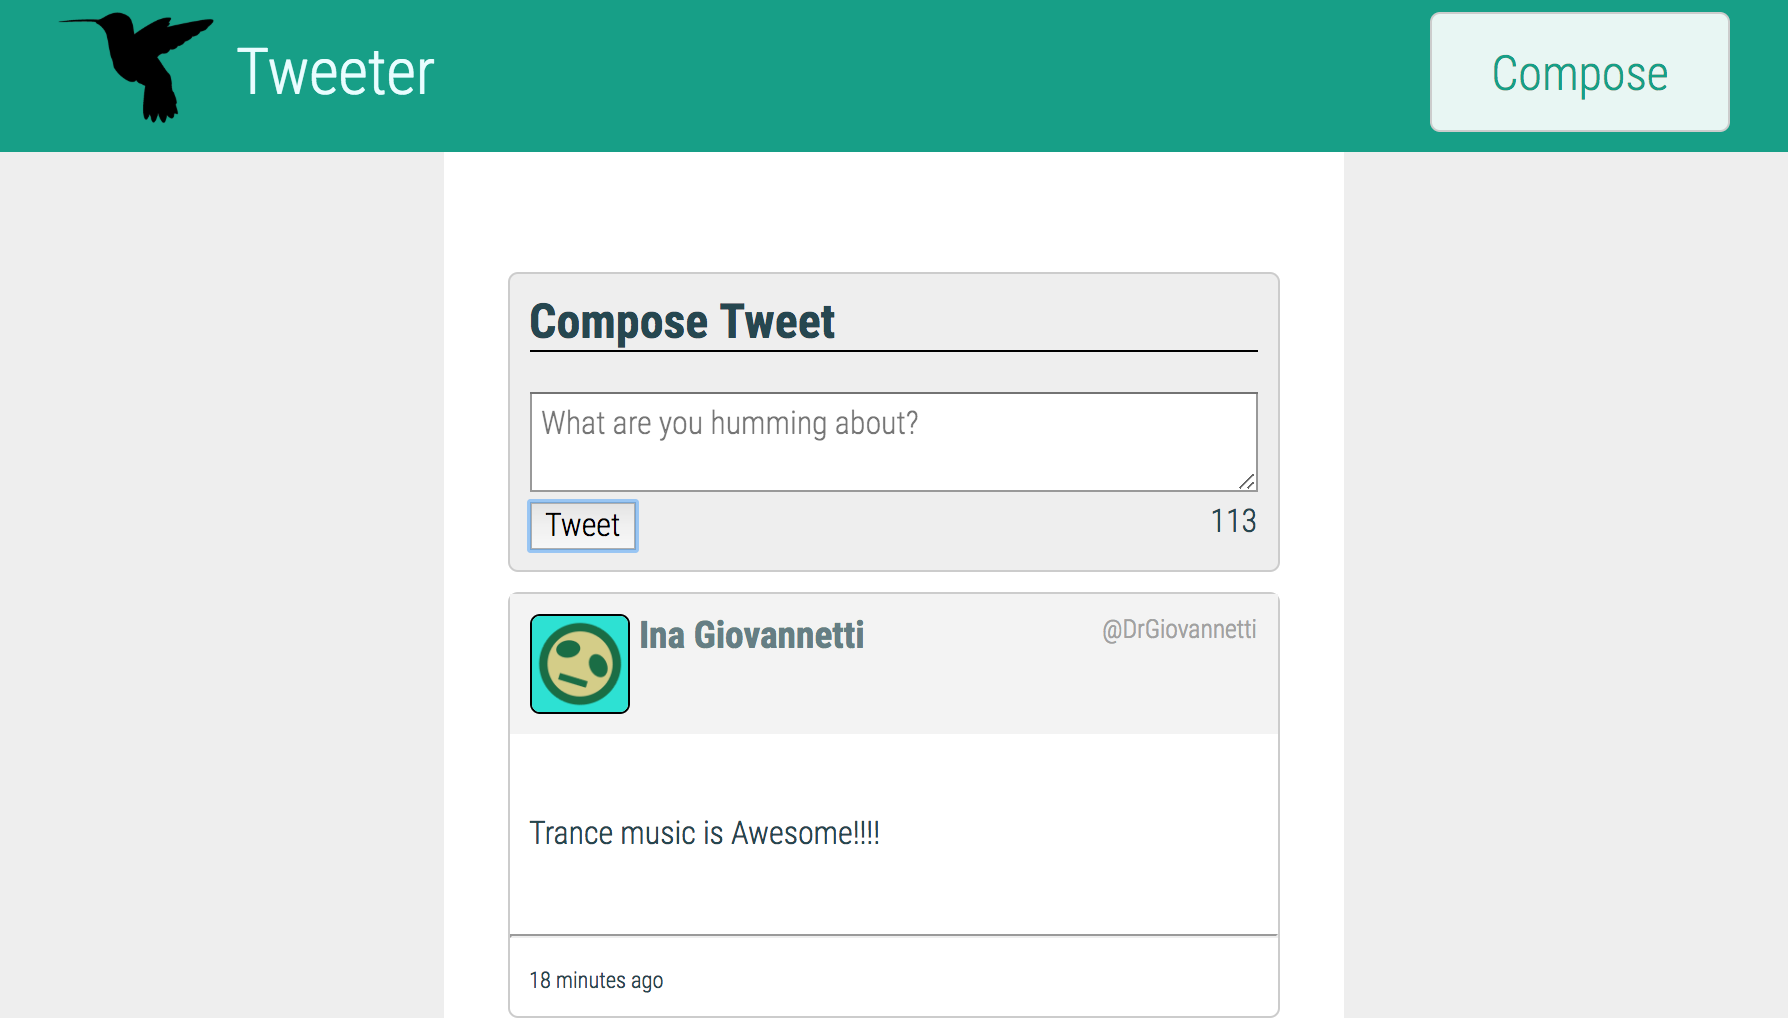 Tweeter
Compose
Compose Tweet
What are you humming about?
Tweet
113
Ina Giovannetti
@DrGiovannetti
Trance music is Awesome!!!!
18 minutes ago